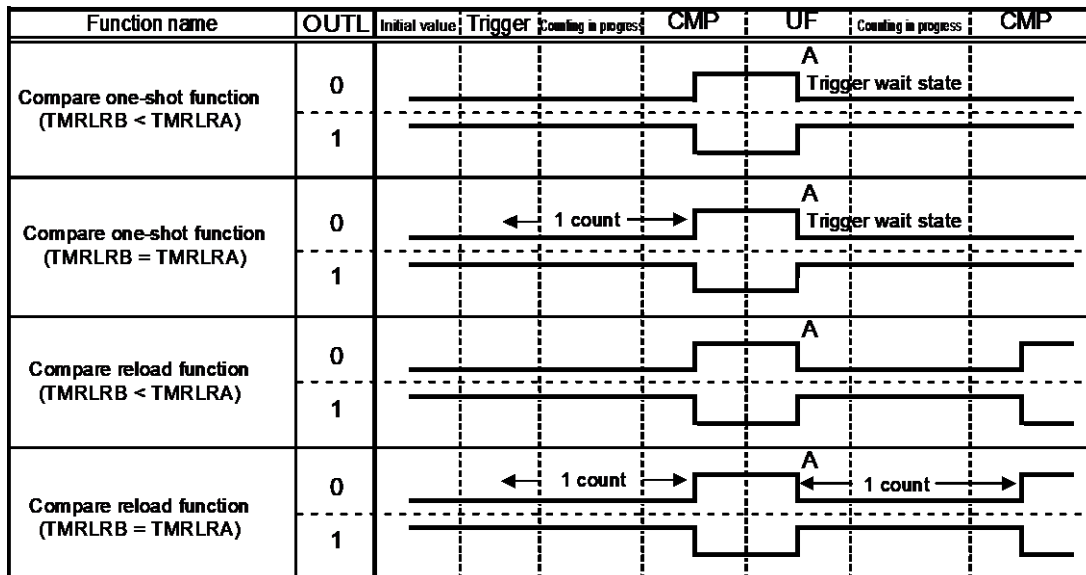 Function name OUTL Initial value Trigger Counting in progress CMP UF Counting in progress CMP
Compare one-shot function
(TMRLRB < TMRLRA)
0
1
A
Trigger wait state
Compare one-shot function
(TMRLRB = TMRLRA)
0
1
1 count
A
Trigger wait state
Compare reload function
(TMRLRB < TMRLRA)
0
1
A
Compare reload function
(TMRLRB = TMRLRA)
0
1
1 count
A
1 count